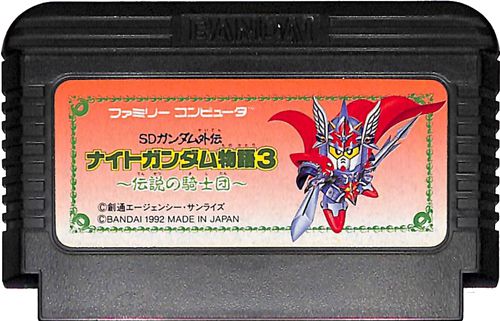 BANDAI
ファミリー コンピュータ
SDガンダム外伝
ナイトガンダム物語3
～伝説の騎士団～
©創通エージェンシー・サンライズ
©BANDAI 1992 MADE IN JAPAN